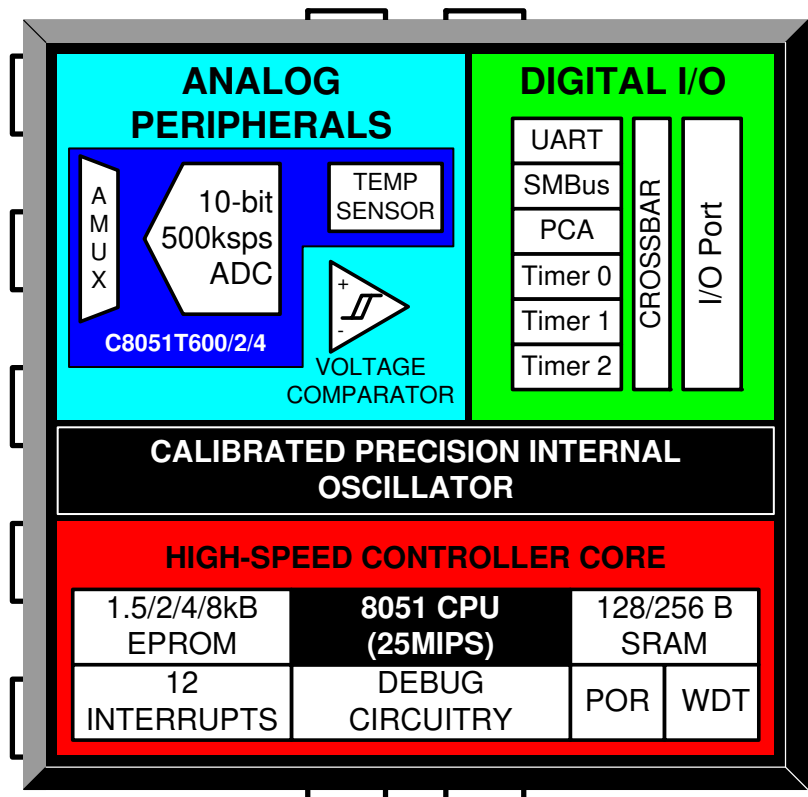 ANALOG
PERIPHERALS
A
M
U
X
10-bit
500ksps
ADC
TEMP
SENSOR
C8051T600/2/4
+
-
VOLTAGE
COMPARATOR
DIGITAL I/O
UART
SMBus
PCA
Timer 0
Timer 1
Timer 2
CROSSBAR
I/O Port
CALIBRATED PRECISION INTERNAL
OSCILLATOR
HIGH-SPEED CONTROLLER CORE
1.5/2/4/8kB
EPROM
8051 CPU
(25MIPS)
128/256 B
SRAM
12
INTERRUPTS
DEBUG
CIRCUITRY
POR
WDT